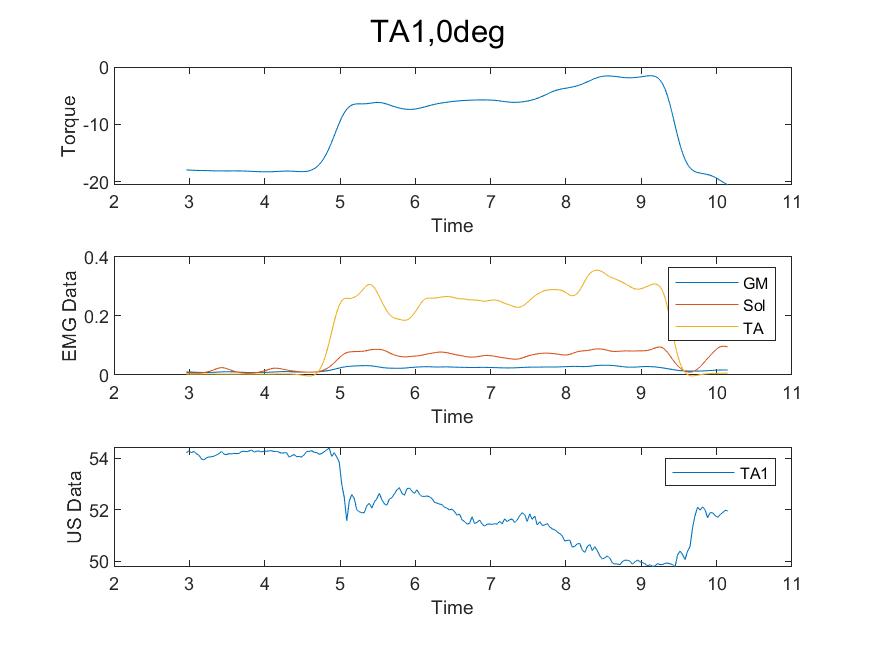 TA1,0deg
0
-10
-20
Torque
2 3 4 5 6 7 8 9 10 11
Time
0.4
0.2
0
EMG Data
GM
Sol
TA
2 3 4 5 6 7 8 9 10 11
Time
54
52
50
US Data
TA1
2 3 4 5 6 7 8 9 10 11
Time